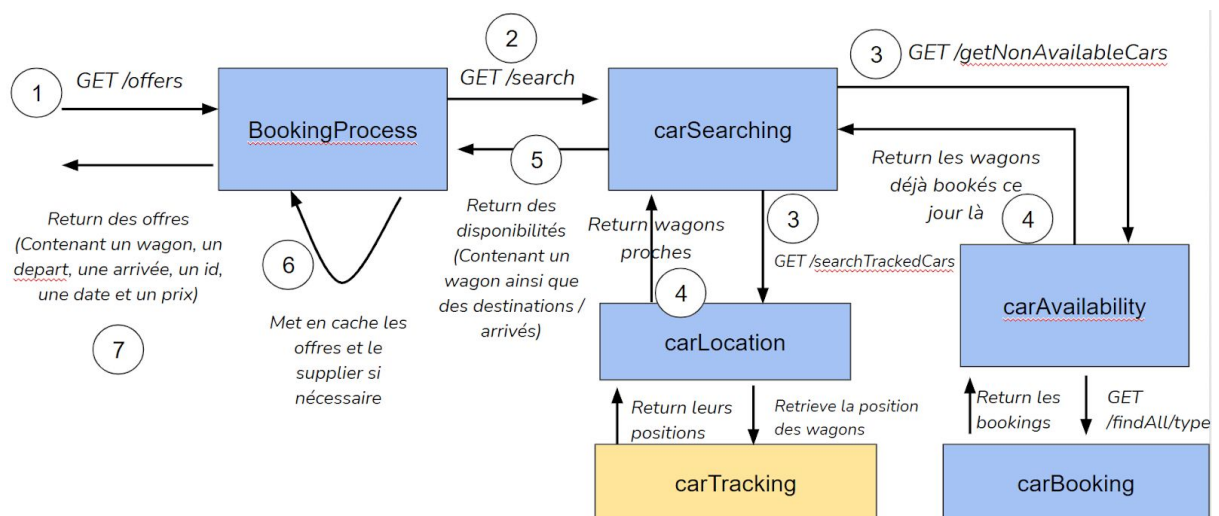 1
GET /offers
BookingProcess
2
GET /search
carSearching
3
GET /getNonAvailableCars
Return les wagons
déjà bookés ce
jour là
4
5
Return des
disponibilités
(Contenant un
wagon ainsi que
des destinations /
arrivés)
Return wagons
proches
4
3
GET /searchTrackedCars
Return des offres
(Contenant un wagon, un
depart, une arrivée, un id,
une date et un prix)
7
6
Met en cache les
offres et le
supplier si
nécessaire
carLocation
carAvailability
Return leurs
positions
Retrieve la position
des wagons
Return les
bookings
GET
/findAll/type
carTracking
carBooking